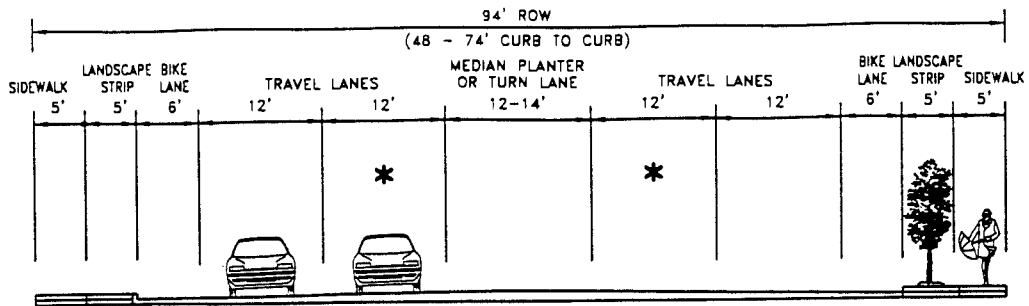 94' ROW
(48 – 74' CURB TO CURB)
SIDEWALK
5'
LANDSCAPE
STRIP
5'
BIKE
LANE
6'
TRAVEL LANES
12'
12'
MEDIAN PLANTER
OR TURN LANE
12–14'
TRAVEL LANES
12'
12'
BIKE
LANE
6'
LANDSCAPE
STRIP
5'
SIDEWALK
5'
*
*